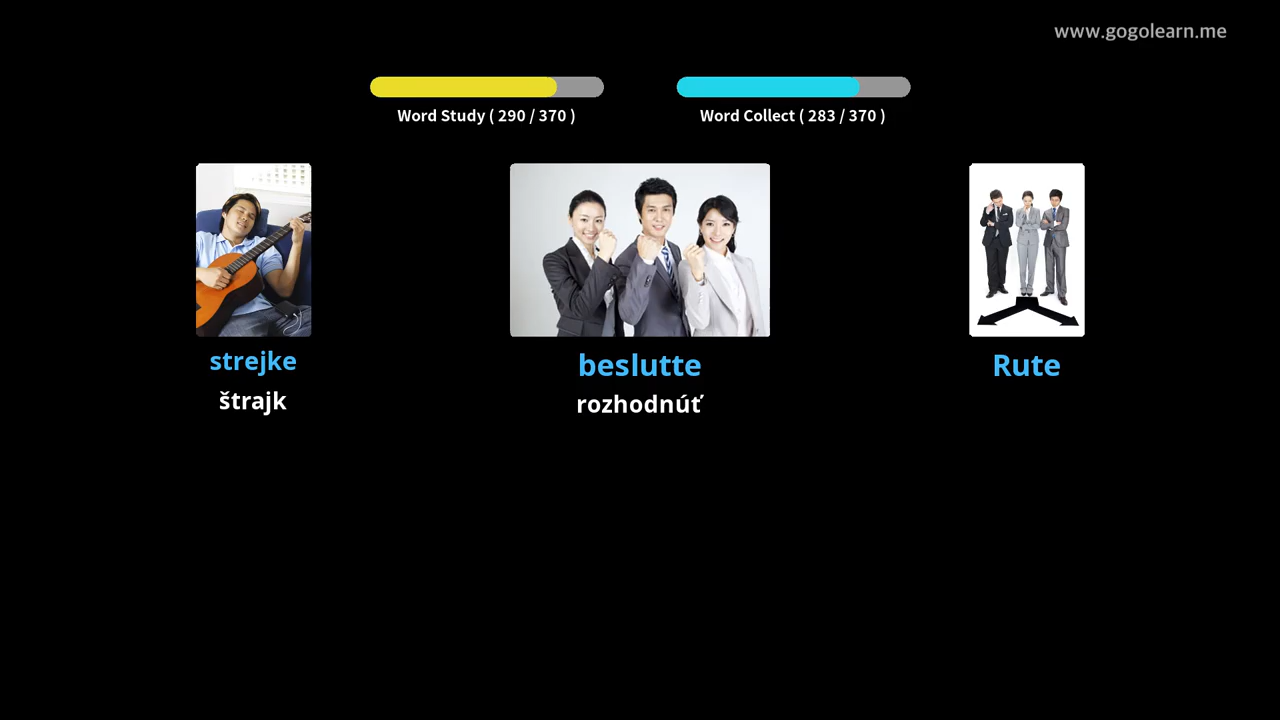 www.gogolearn.me
Word Study ( 290 / 370 )
Word Collect ( 283 / 370 )
strejke
štrajk
beslutte
rozhodnúť
Rute